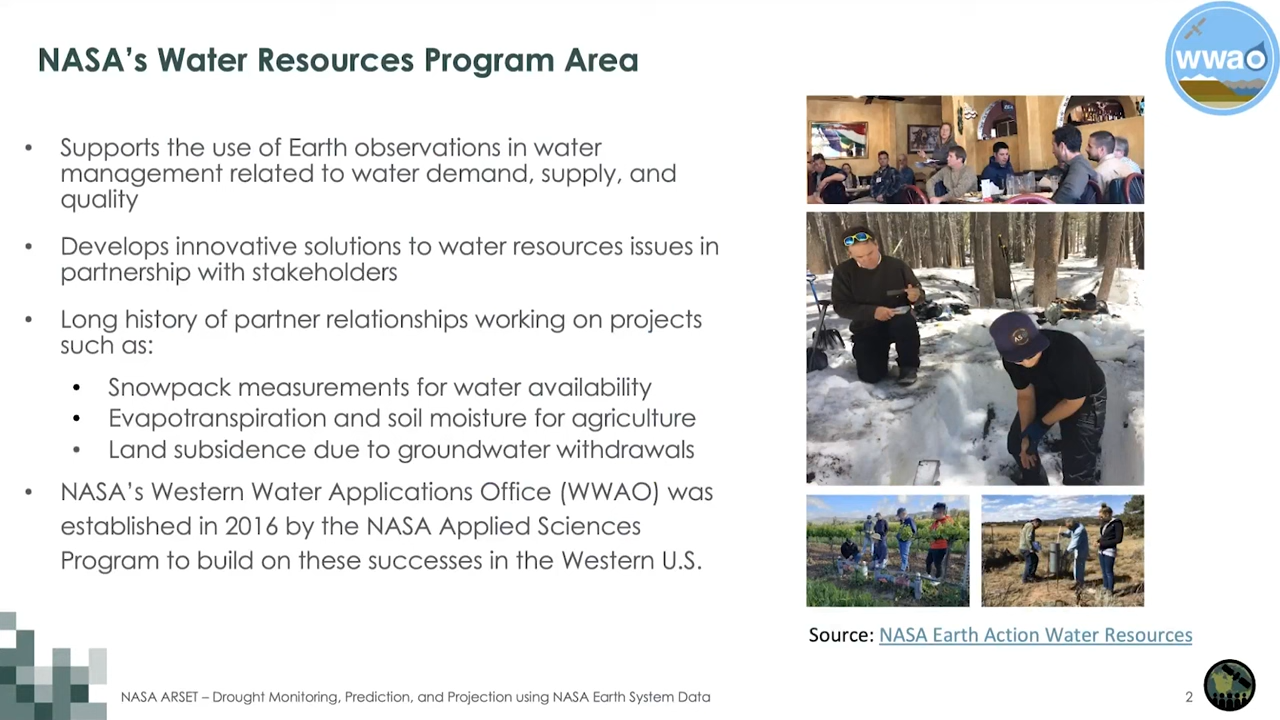 NASA's Water Resources Program Area
wwao
• Supports the use of Earth observations in water
management related to water demand, supply, and
quality
• Develops innovative solutions to water resources issues in
partnership with stakeholders
• Long history of partner relationships working on projects
such as:
• Snowpack measurements for water availability
• Evapotranspiration and soil moisture for agriculture
• Land subsidence due to groundwater withdrawals
• NASA's Western Water Applications Office (WWAO) was
established in 2016 by the NASA Applied Sciences
Program to build on these successes in the Western U.S.
Source: NASA Earth Action Water Resources
NASA ARSET – Drought Monitoring, Prediction, and Projection using NASA Earth System Data
2